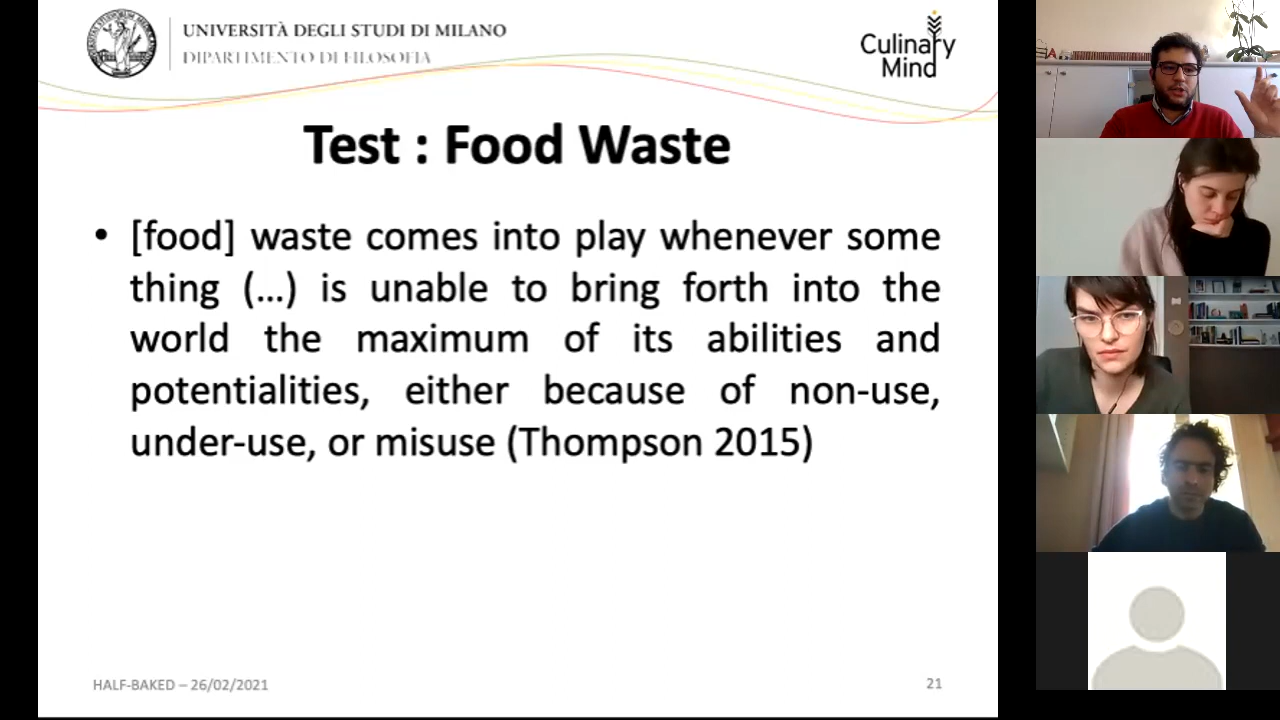 UNIVERSITÀ DEGLI STUDI DI MILANO
DIPARTIMENTO DI FILOSOFIA
Culinary
Mind
Test : Food Waste
• [food] waste comes into play whenever some
thing (...) is unable to bring forth into the
world the maximum of its abilities and
potentialities, either because of non-use,
under-use, or misuse (Thompson 2015)
HALF-BAKED – 26/02/2021
21